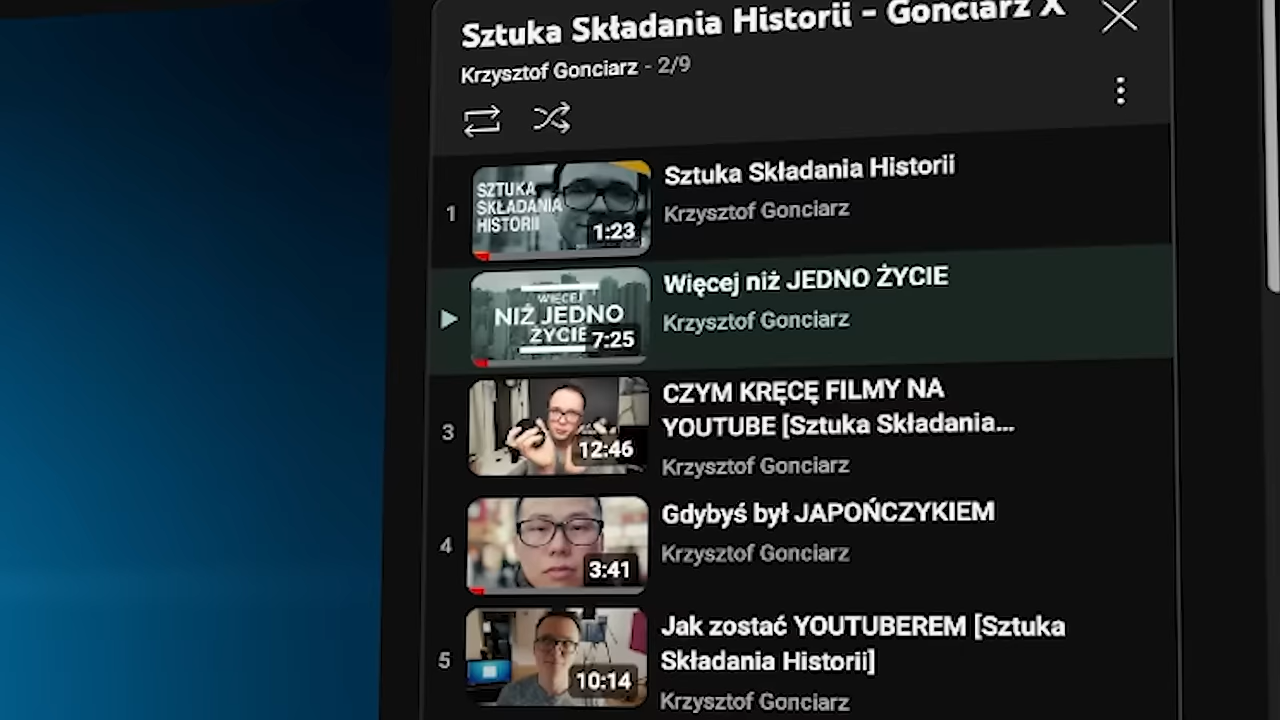 Sztuka Składania Historii - Gonciarz X
Krzysztof Gonciarz - 2/9
1
SZTUKA
SKŁADANIA
HISTORII
1:23
Sztuka Składania Historii
Krzysztof Gonciarz
WIĘCEJ
NIŻ JEDNO
ŻYCIE
7:25
Więcej niż JEDNO ŻYCIE
Krzysztof Gonciarz
3
12:46
CZYM KRĘCĘ FILMY NA
YOUTUBE [Sztuka Składania...
Krzysztof Gonciarz
4
3:41
Gdybyś był JAPOŃCZYKIEM
Krzysztof Gonciarz
5
10:14
Jak zostać YOUTUBEREM [Sztuka
Składania Historii]
Krzysztof Gonciarz